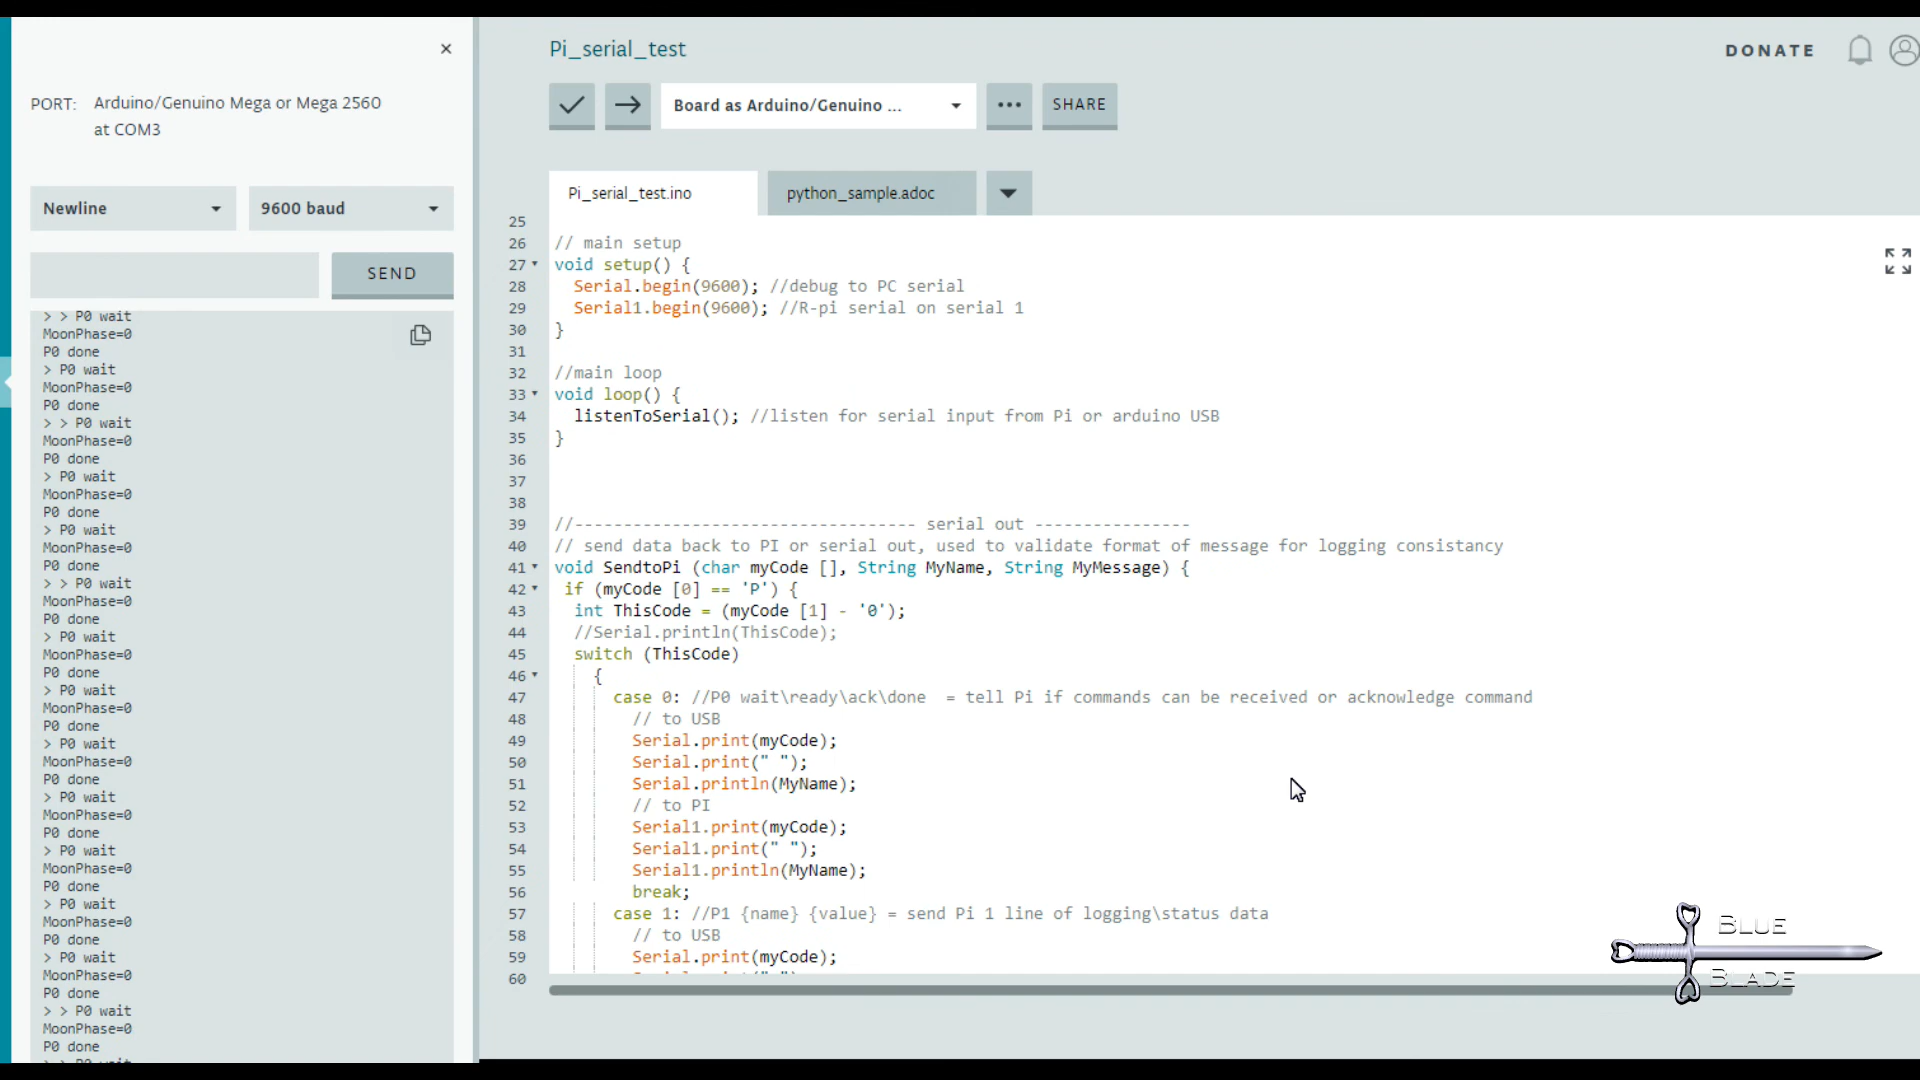 PORT: Arduino/Genuino Mega or Mega 2560
at COM3
Newline
9600 baud
SEND
> > P0 wait
MoonPhase=0
P0 done
> P0 wait
MoonPhase=0
P0 done
> > P0 wait
MoonPhase=0
P0 done
> P0 wait
MoonPhase=0
P0 done
> P0 wait
MoonPhase=0
P0 done
> > P0 wait
MoonPhase=0
P0 done
> P0 wait
MoonPhase=0
P0 done
> P0 wait
MoonPhase=0
P0 done
> P0 wait
MoonPhase=0
P0 done
> P0 wait
MoonPhase=0
P0 done
> P0 wait
MoonPhase=0
P0 done
> P0 wait
MoonPhase=0
P0 done
> P0 wait
MoonPhase=0
P0 done
> > P0 wait
MoonPhase=0
P0 done
Pi_serial_test
DONATE
Board as Arduino/Genuino ...
SHARE
Pi_serial_test.ino
python_sample.adoc
25
26 // main setup
27 void setup() {
28 Serial.begin(9600); //debug to PC serial
29 Serial1.begin(9600); //R-pi serial on serial 1
30 }
31
32 //main loop
33 void loop() {
34 listenToSerial(); //listen for serial input from Pi or arduino USB
35 }
36
37
38
39 //----------------------------------- serial out ----------------
40 // send data back to PI or serial out, used to validate format of message for logging consistancy
41 void SendtoPi (char myCode [], String MyName, String MyMessage) {
42 if (myCode [0] == 'P') {
43 int ThisCode = (myCode [1] - '0');
44 //Serial.println(ThisCode);
45 switch (ThisCode)
46 {
47 case 0: //P0 wait\ready\ack\done  = tell Pi if commands can be received or acknowledge command
48 // to USB
49 Serial.print(myCode);
50 Serial.print(" ");
51 Serial.println(MyName);
52 // to PI
53 Serial1.print(myCode);
54 Serial1.print(" ");
55 Serial1.println(MyName);
56 break;
57 case 1: //P1 {name} {value} = send Pi 1 line of logging\status data
58 // to USB
59 Serial.print(myCode);
60
BLUE
BLADE